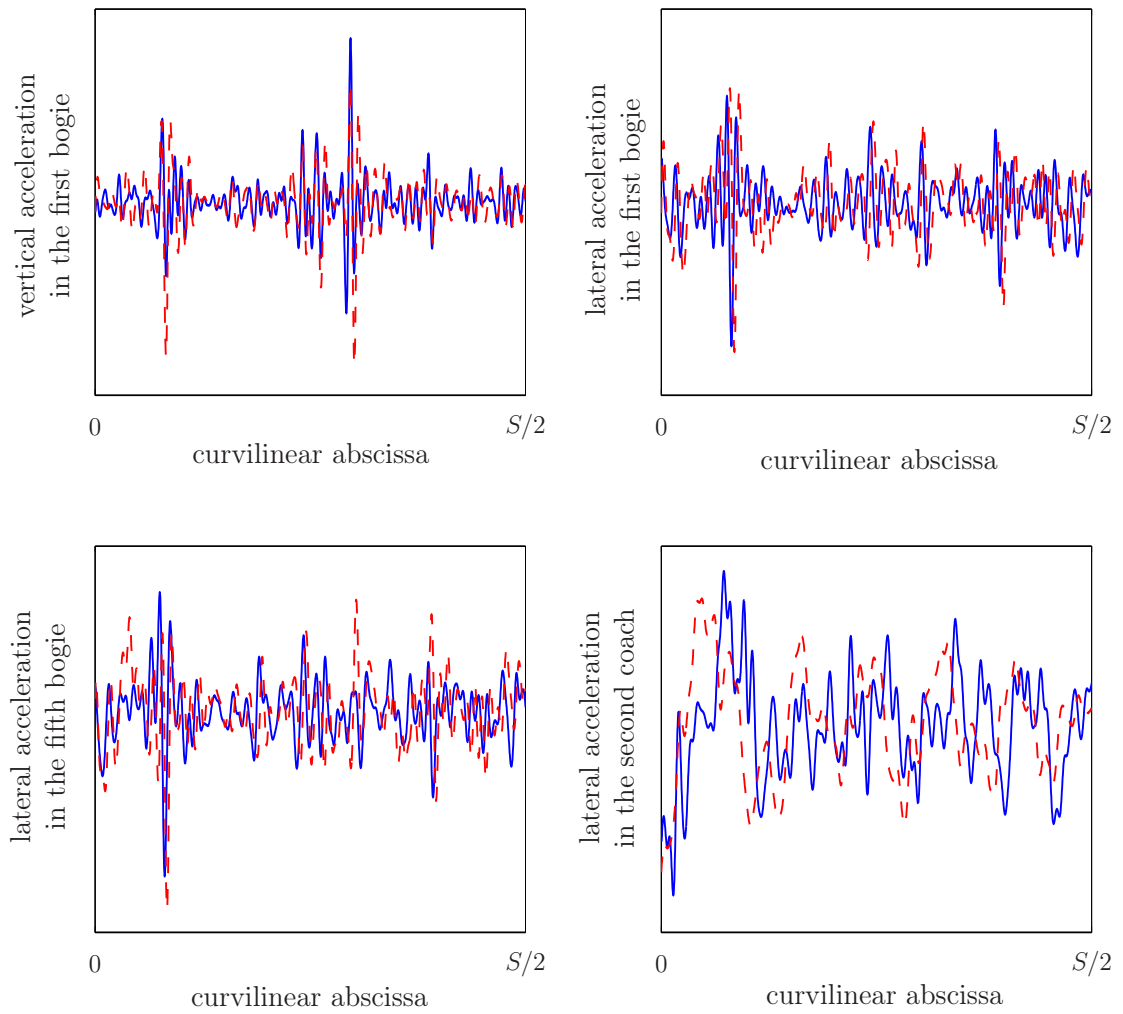 vertical acceleration
in the first bogie
0
S/2
curvilinear abscissa
lateral acceleration
in the first bogie
0
S/2
curvilinear abscissa
lateral acceleration
in the fifth bogie
0
S/2
curvilinear abscissa
lateral acceleration
in the second coach
0
S/2
curvilinear abscissa